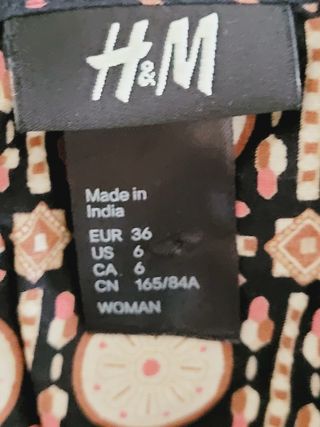 H&M
Made in
India
EUR 36
US 6
CA 6
CN 165/84A
WOMAN